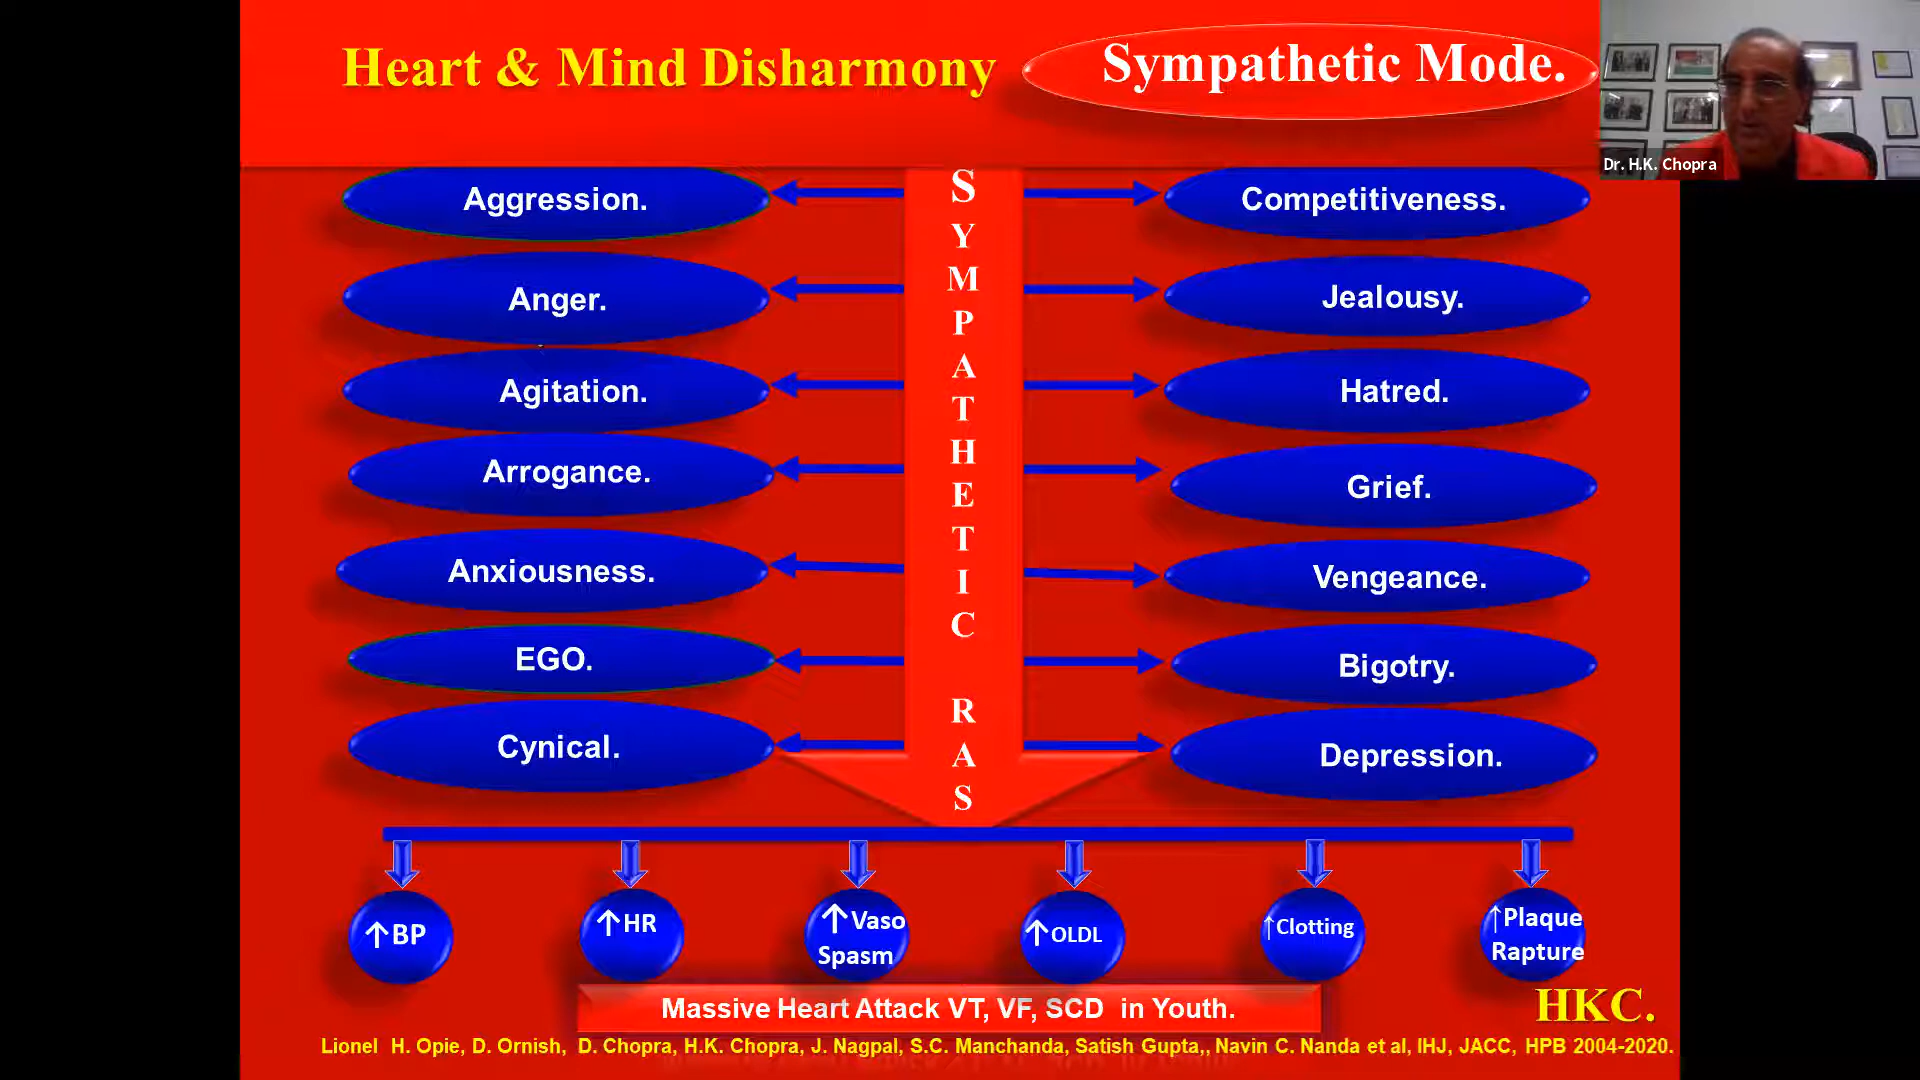 Heart & Mind Disharmony
Sympathetic Mode.
Dr. H.K. Chopra
Aggression.
Competitiveness.
Anger.
Jealousy.
Agitation.
Hatred.
Arrogance.
Grief.
Anxiousness.
Vengeance.
EGO.
Bigotry.
Cynical.
Depression.
SYMPATHETIC RAS
↑BP
↑HR
↑Vaso
Spasm
↑OLDL
↑Clotting
↑Plaque
Rapture
Massive Heart Attack VT, VF, SCD in Youth.
HKC.
Lionel H. Opie, D. Ornish, D. Chopra, H.K. Chopra, J. Nagpal, S.C. Manchanda, Satish Gupta,, Navin C. Nanda et al, IHJ, JACC, HPB 2004-2020.